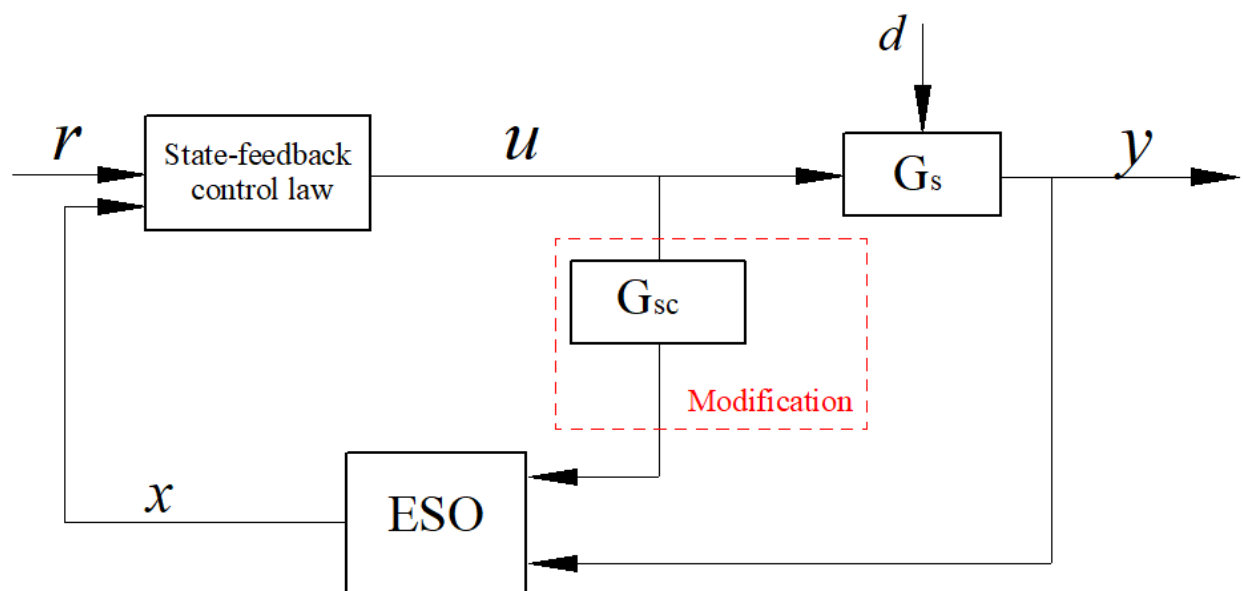 d
r
State-feedback
control law
u
Gs
y
Gsc
Modification
x
ESO